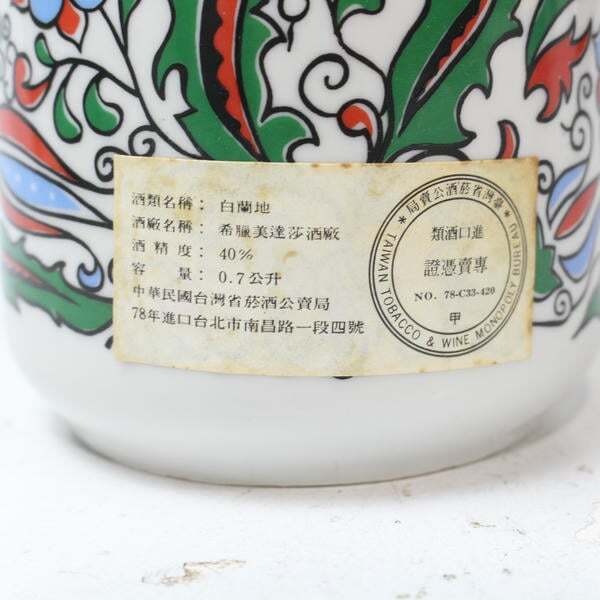 酒類名稱： 白蘭地
酒廠名稱： 希臘美達莎酒廠
酒精度： 40%
容量： 0.7公升
中華民國台灣省菸酒公賣局
78年進口台北市南昌路一段四號
臺灣省菸酒公賣局
進口酒類
專賣憑證
NO. 78-C33-420
甲
TAIWAN TOBACCO & WINE MONOPOLY BUREAU